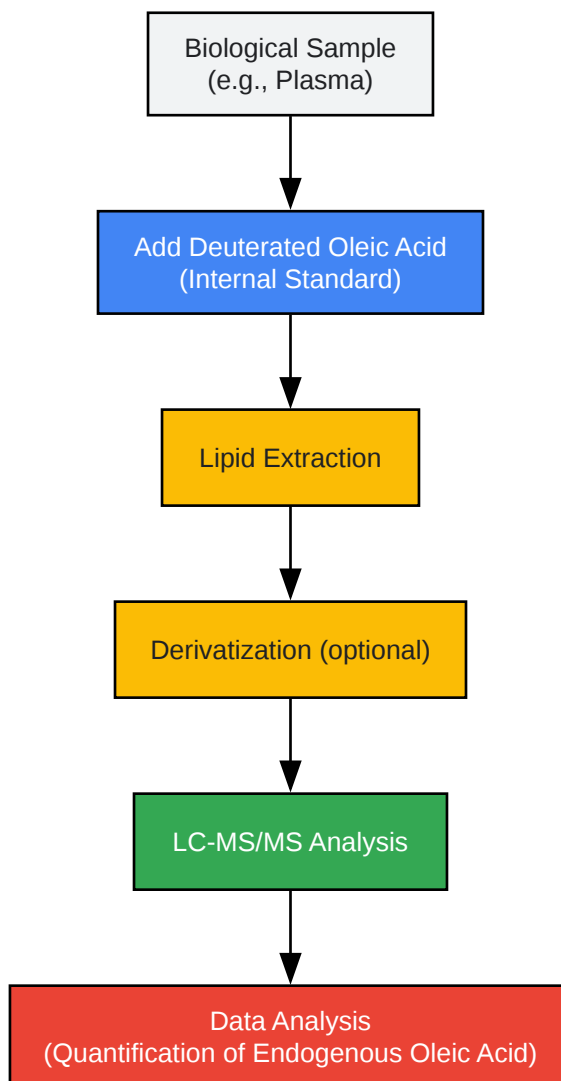 Biological Sample
(e.g., Plasma)
Add Deuterated Oleic Acid
(Internal Standard)
Lipid Extraction
Derivatization (optional)
LC-MS/MS Analysis
Data Analysis
(Quantification of Endogenous Oleic Acid)